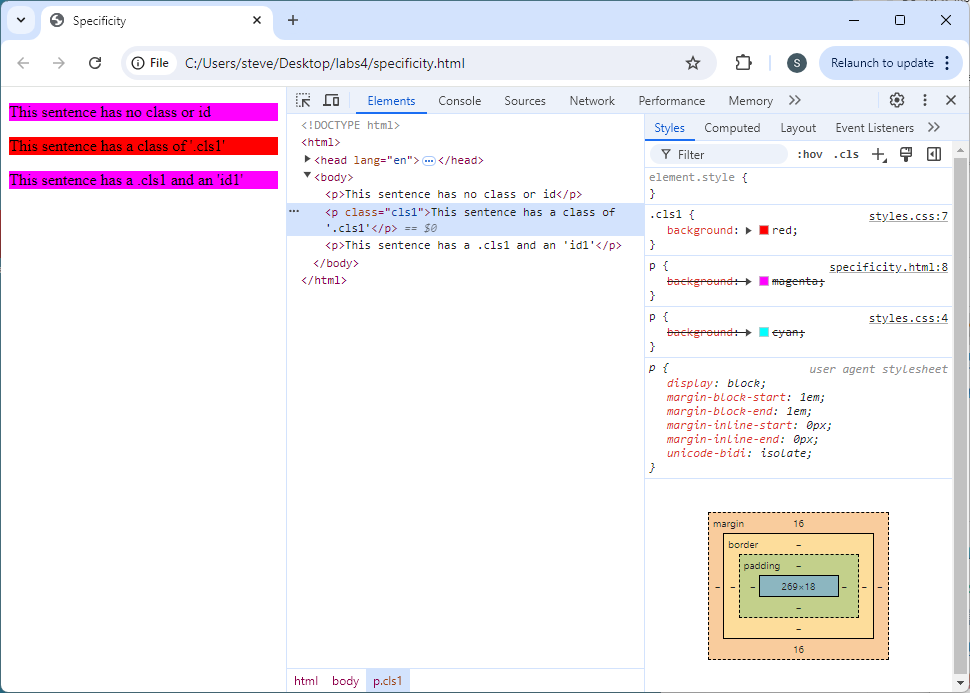 Specificity
File
C:/Users/steve/Desktop/labs4/specificity.html
S
Relaunch to update
This sentence has no class or id
This sentence has a class of '.cls1'
This sentence has a .cls1 and an 'id1'
Elements Console Sources Network Performance Memory
<!DOCTYPE html>
<html>
<head lang="en"> ⋯ </head>
<body>
<p>This sentence has no class or id</p>
<p class="cls1">This sentence has a class of
'.cls1'</p> == $0
<p>This sentence has a .cls1 and an 'id1'</p>
</body>
</html>
html body p.cls1
Styles Computed Layout Event Listeners
Filter :hov .cls
element.style {
}
.cls1 { styles.css:7
background: red;
}
p { specificity.html:8
background: magenta;
}
p { styles.css:4
background: cyan;
}
p { user agent stylesheet
display: block;
margin-block-start: 1em;
margin-block-end: 1em;
margin-inline-start: 0px;
margin-inline-end: 0px;
unicode-bidi: isolate;
}
margin 16
border –
padding –
– – – 269×18 – – –
–
–
16